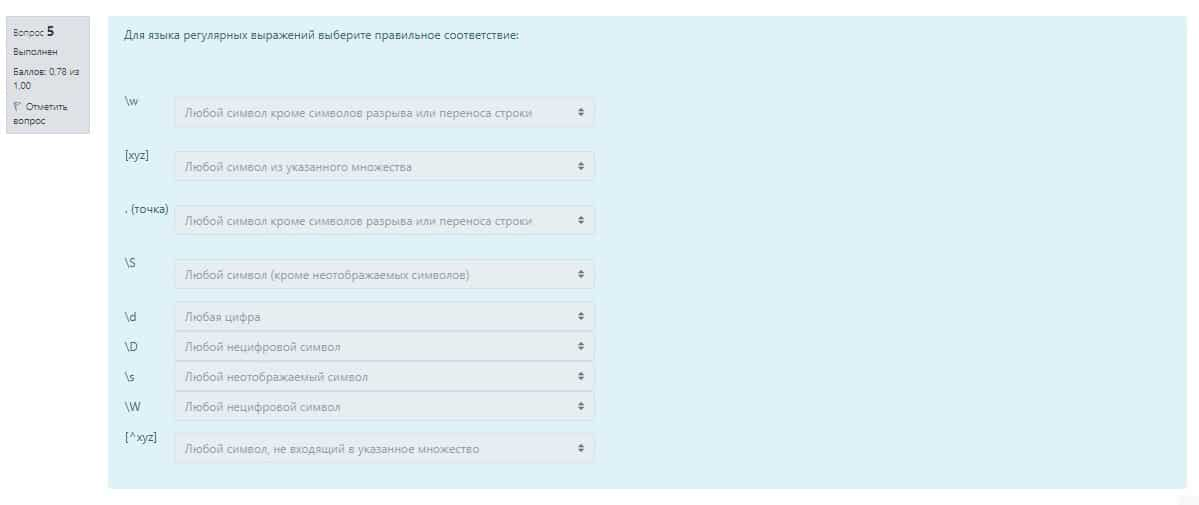 Вопрос 5
Выполнен
Баллов: 0,78 из
1,00
Отметить
вопрос
Для языка регулярных выражений выберите правильное соответствие:
\w
Любой символ кроме символов разрыва или переноса строки
[xyz]
Любой символ из указанного множества
. (точка)
Любой символ кроме символов разрыва или переноса строки
\S
Любой символ (кроме неотображаемых символов)
\d Любая цифра
\D Любой нецифровой символ
\s Любой неотображаемый символ
\W Любой нецифровой символ
[^xyz]
Любой символ, не входящий в указанное множество